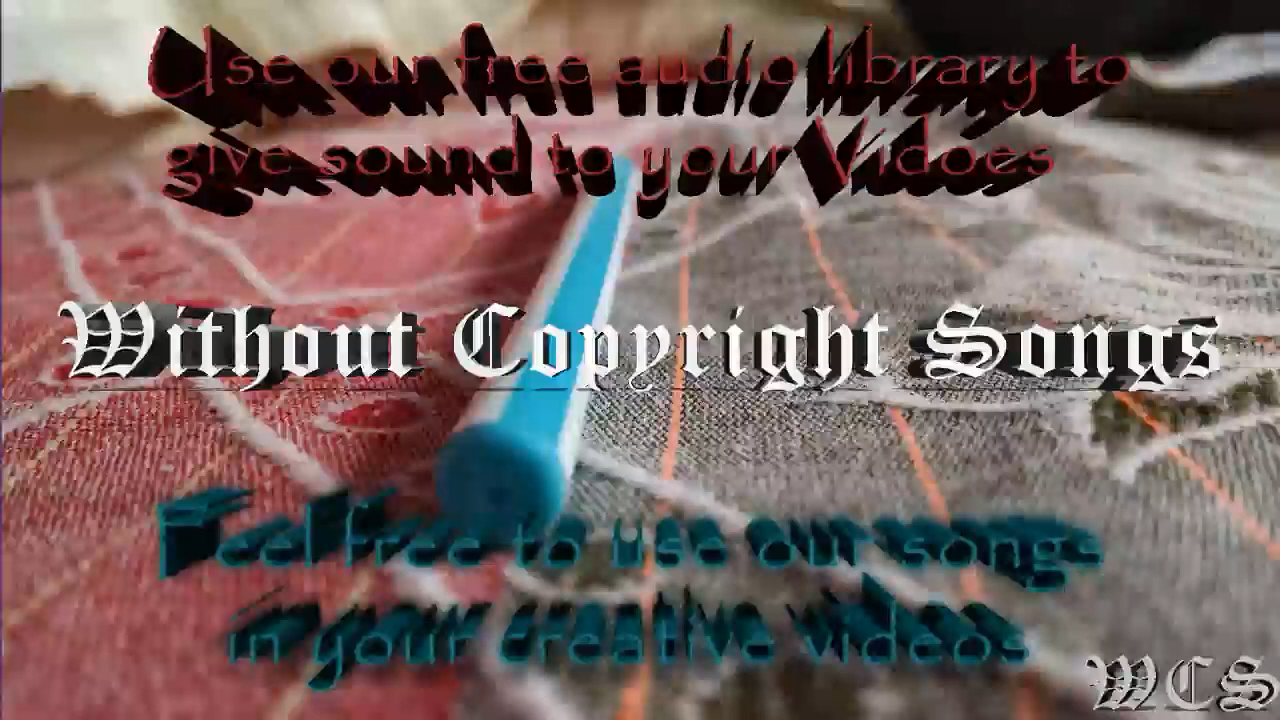 Use our free audio library to
give sound to your Vidoes
Without Copyright Songs
Feel free to use our songs
in your creative videos
WCS